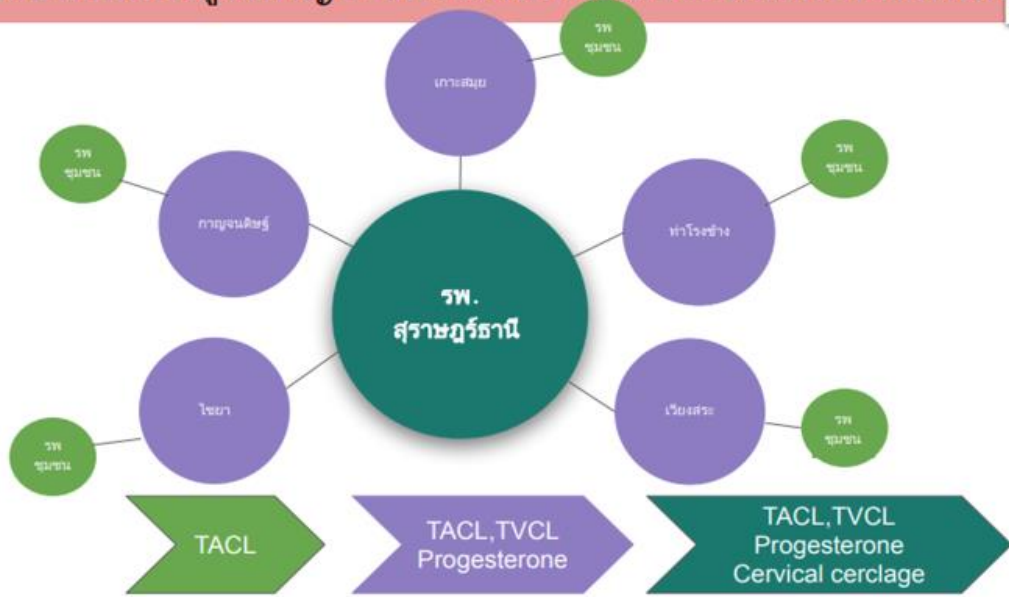 รพ
ชุมชน
เกาะสมุย
รพ
ชุมชน
กาญจนดิษฐ์
รพ
ชุมชน
ท่าโรงช้าง
รพ.
สุราษฎร์ธานี
ไชยา
เวียงสระ
รพ
ชุมชน
รพ
ชุมชน
TACL
TACL,TVCL
Progesterone
TACL,TVCL
Progesterone
Cervical cerclage